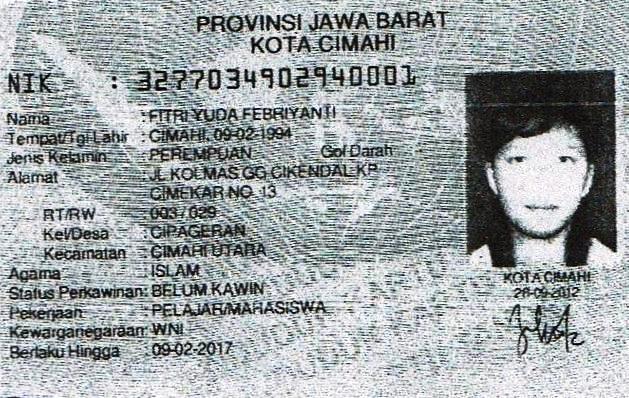 PROVINSI JAWA BARAT
KOTA CIMAHI
NIK : 3277034902940001
Nama : FITRI YUDA FEBRIYANTI
Tempat/Tgl Lahir : CIMAHI, 09-02-1994
Jenis Kelamin : PEREMPUAN Gol Darah
Alamat : JL KOLMAS GG CIKENDAL KP
CIMEKAR NO 13
RT/RW : 003 / 029
Kel/Desa : CIPAGERAN
Kecamatan : CIMAHI UTARA
Agama : ISLAM
Status Perkawinan: BELUM KAWIN
Pekerjaan : PELAJAR/MAHASISWA
Kewarganegaraan: WNI
Berlaku Hingga : 09-02-2017
KOTA CIMAHI
28-09-2012